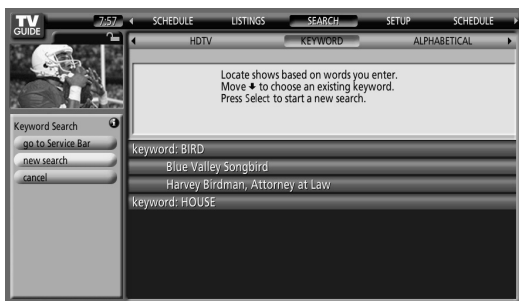 TV
GUIDE
7:57
SCHEDULE LISTINGS SEARCH SETUP SCHEDULE
HDTV KEYWORD ALPHABETICAL
Locate shows based on words you enter.
Move ↓ to choose an existing keyword.
Press Select to start a new search.
Keyword Search i
go to Service Bar
new search
cancel
keyword: BIRD
Blue Valley Songbird
Harvey Birdman, Attorney at Law
keyword: HOUSE